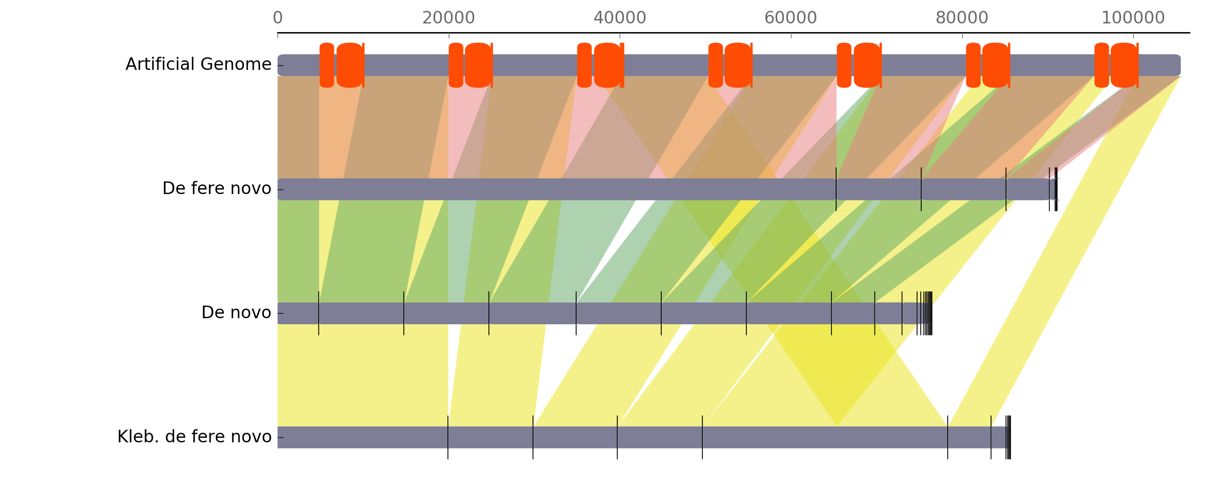 0 20000 40000 60000 80000 100000
Artificial Genome
De fere novo
De novo
Kleb. de fere novo